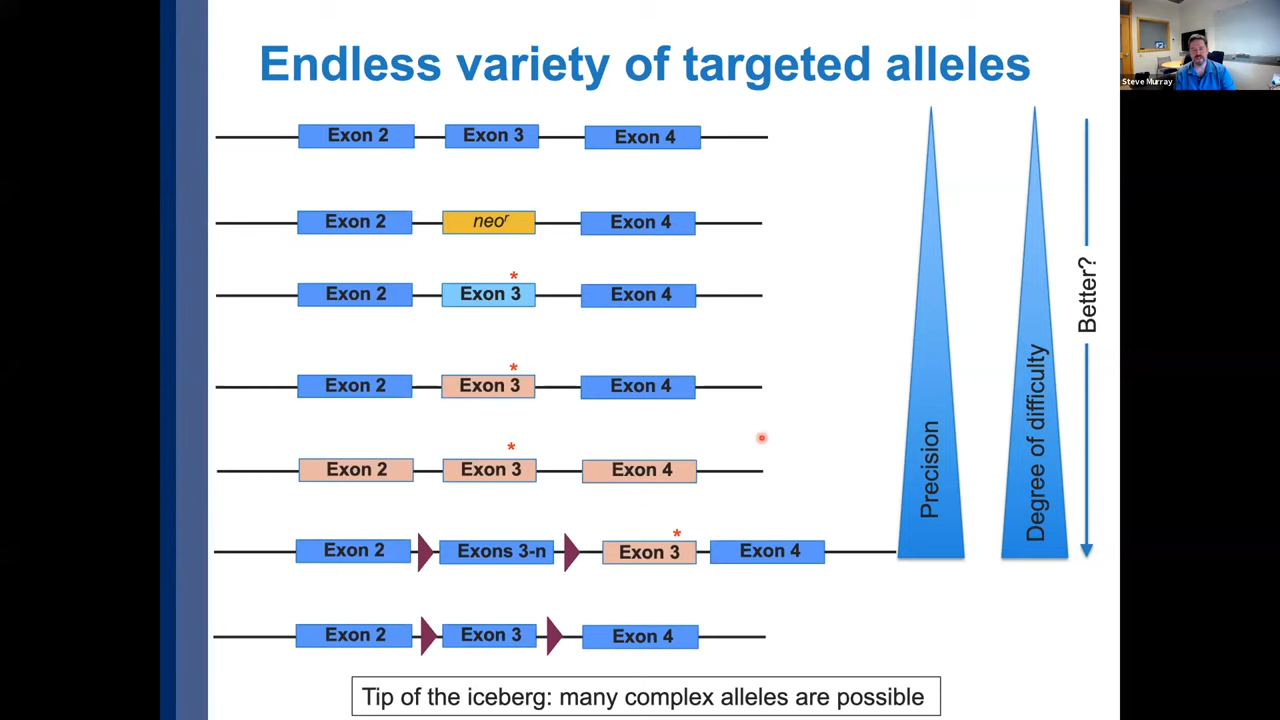 Endless variety of targeted alleles
Steve Murray
Exon 2 Exon 3 Exon 4
Exon 2 neoʳ Exon 4
*
Exon 2 Exon 3 Exon 4
*
Exon 2 Exon 3 Exon 4
*
Exon 2 Exon 3 Exon 4
*
Exon 2 Exons 3-n Exon 3 Exon 4
Exon 2 Exon 3 Exon 4
Precision
Degree of difficulty
Better?
Tip of the iceberg: many complex alleles are possible